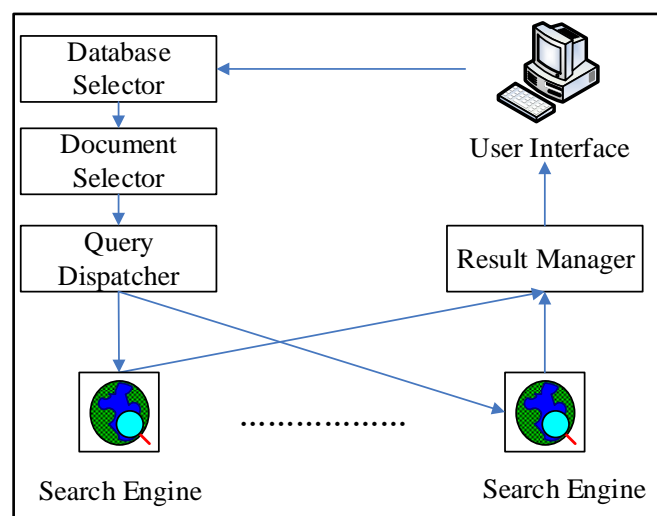 Database
Selector
User Interface
Document
Selector
Query
Dispatcher
Result Manager
..................
Search Engine
Search Engine